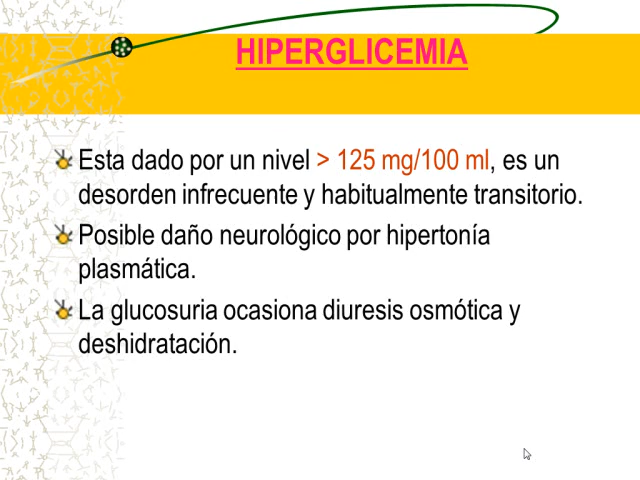 HIPERGLICEMIA
Esta dado por un nivel > 125 mg/100 ml, es un
desorden infrecuente y habitualmente transitorio.
Posible daño neurológico por hipertonía
plasmática.
La glucosuria ocasiona diuresis osmótica y
deshidratación.